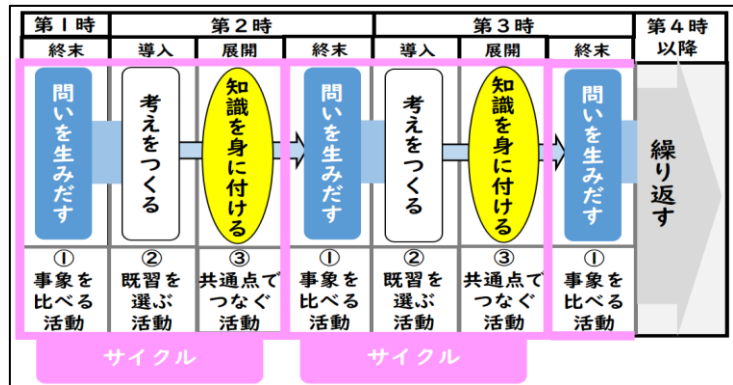 第1時
第2時
第3時
第4時
以降
終末
導入
展開
終末
導入
展開
終末
問いを生みだす
考えをつくる
知識を身に付ける
問いを生みだす
考えをつくる
知識を身に付ける
問いを生みだす
繰り返す
①
事象を
比べる
活動
②
既習を
選ぶ
活動
③
共通点で
つなぐ
活動
①
事象を
比べる
活動
②
既習を
選ぶ
活動
③
共通点で
つなぐ
活動
①
事象を
比べる
活動
サイクル
サイクル